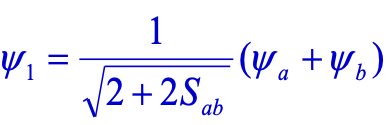 ψ₁ = 1/√(2 + 2S_ab) (ψ_a + ψ_b)